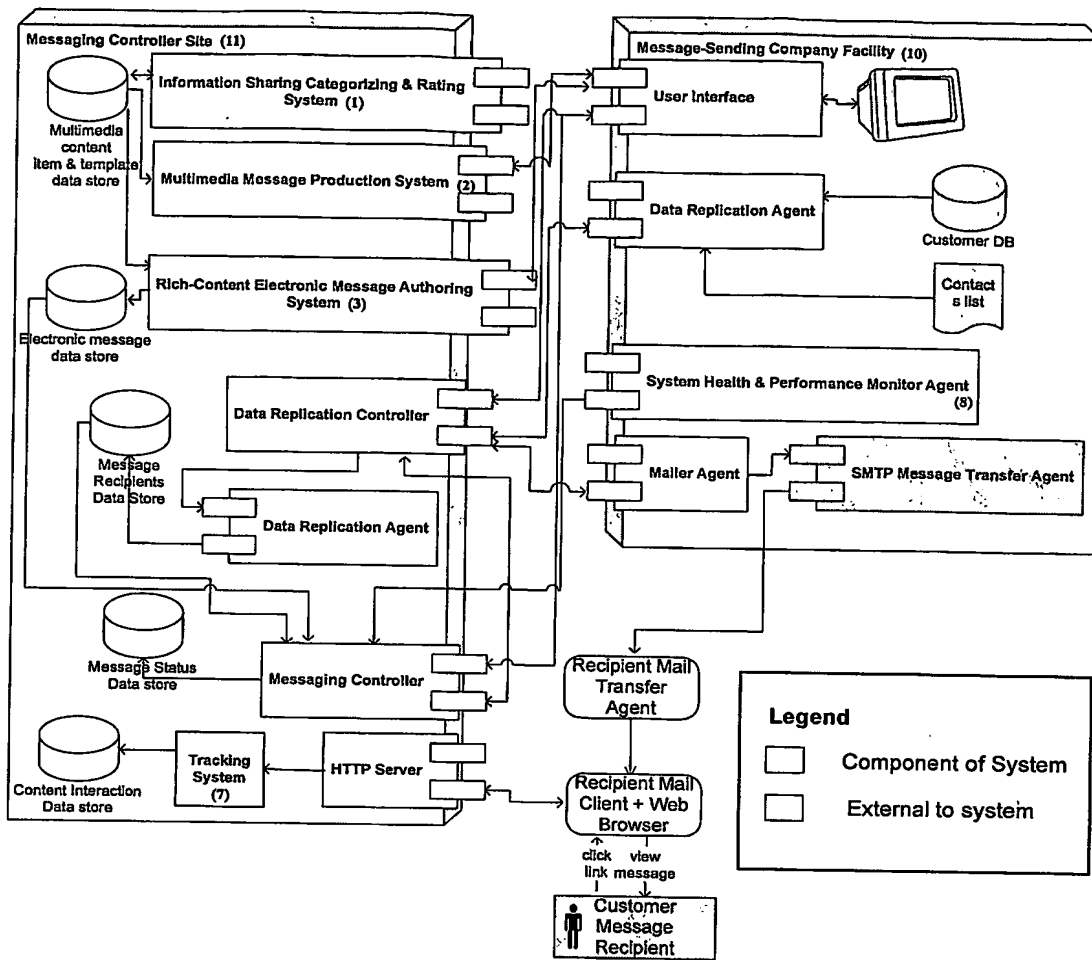 Messaging Controller Site (11)
Information Sharing Categorizing & Rating
System (1)
Multimedia
content
item & template
data store
Multimedia Message Production System (2)
Rich-Content Electronic Message Authoring
System (3)
Electronic message
data store
Data Replication Controller
Message
Recipients
Data Store
Data Replication Agent
Message Status
Data store
Messaging Controller
Content Interaction
Data store
Tracking
System
(7)
HTTP Server
Message-Sending Company Facility (10)
User Interface
Data Replication Agent
Customer DB
Contact
s list
System Health & Performance Monitor Agent
(8)
Mailer Agent
SMTP Message Transfer Agent
Recipient Mail
Transfer
Agent
Recipient Mail
Client + Web
Browser
click
link
view
message
Customer
Message
Recipient
Legend
Component of System
External to system